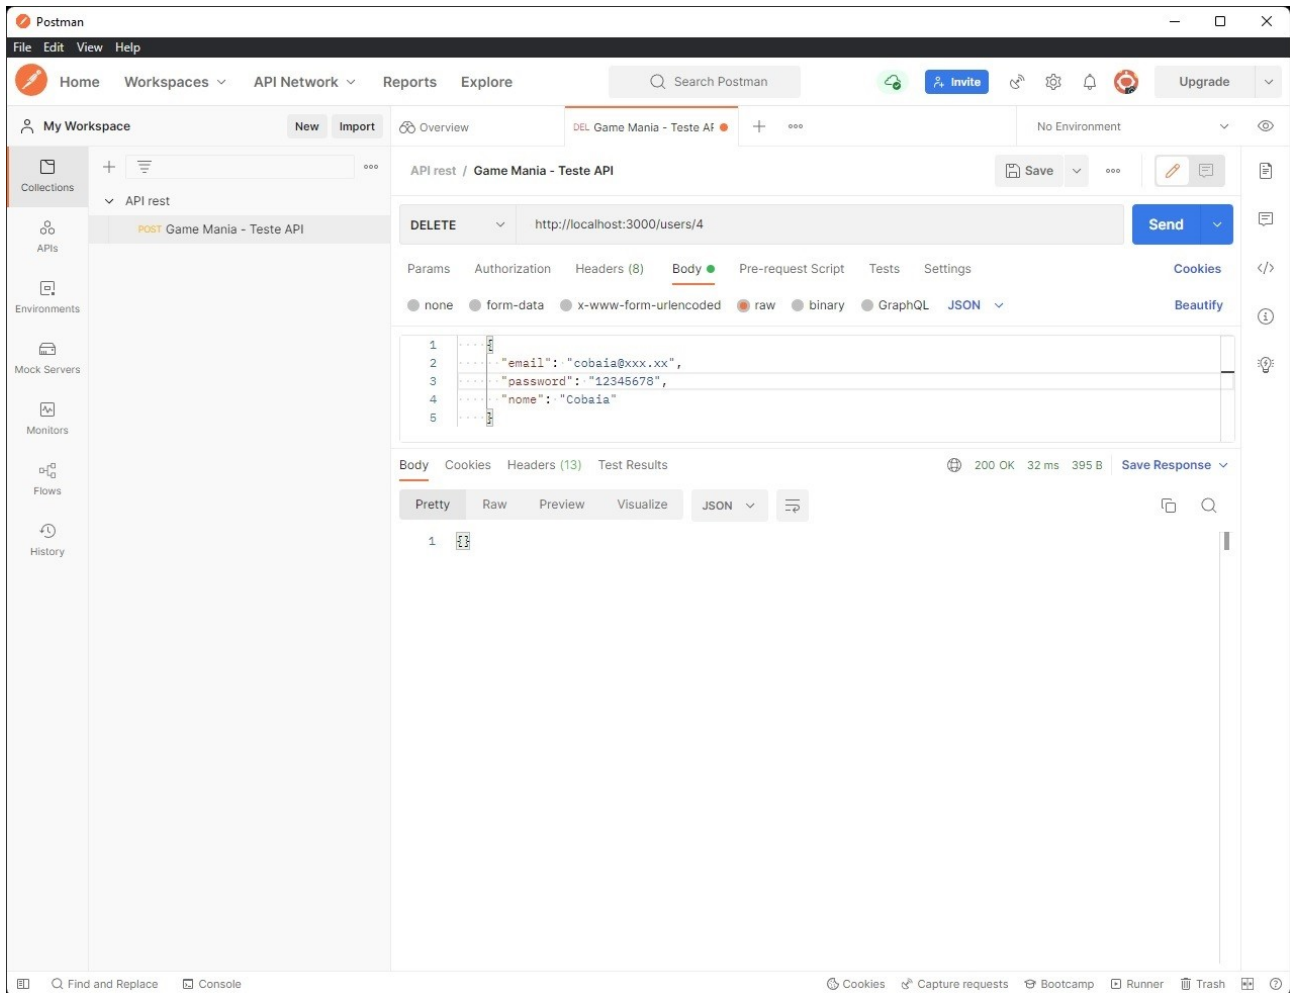 Postman
File Edit View Help
Home Workspaces API Network Reports Explore Search Postman Invite Upgrade
My Workspace New Import Overview DEL Game Mania - Teste AF No Environment
Collections
APIs
Environments
Mock Servers
Monitors
Flows
History
API rest
POST Game Mania - Teste API
API rest / Game Mania - Teste API Save
DELETE http://localhost:3000/users/4 Send
Params Authorization Headers (8) Body Pre-request Script Tests Settings Cookies
none form-data x-www-form-urlencoded raw binary GraphQL JSON Beautify
1 {
2 "email": "cobaia@xxx.xx",
3 "password": "12345678",
4 "nome": "Cobaia"
5 }
Body Cookies Headers (13) Test Results 200 OK 32 ms 395 B Save Response
Pretty Raw Preview Visualize JSON
1 {}
Find and Replace Console Cookies Capture requests Bootcamp Runner Trash